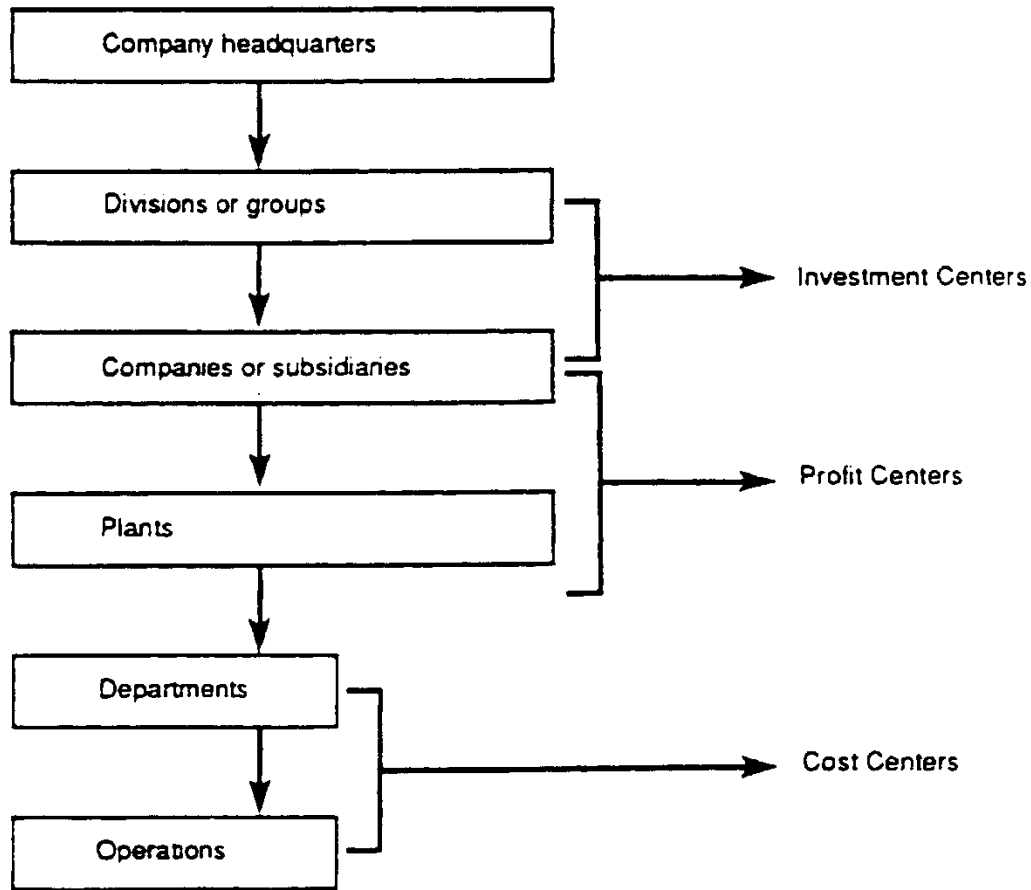 Company headquarters
Divisions or groups
Investment Centers
Companies or subsidiaries
Profit Centers
Plants
Departments
Cost Centers
Operations